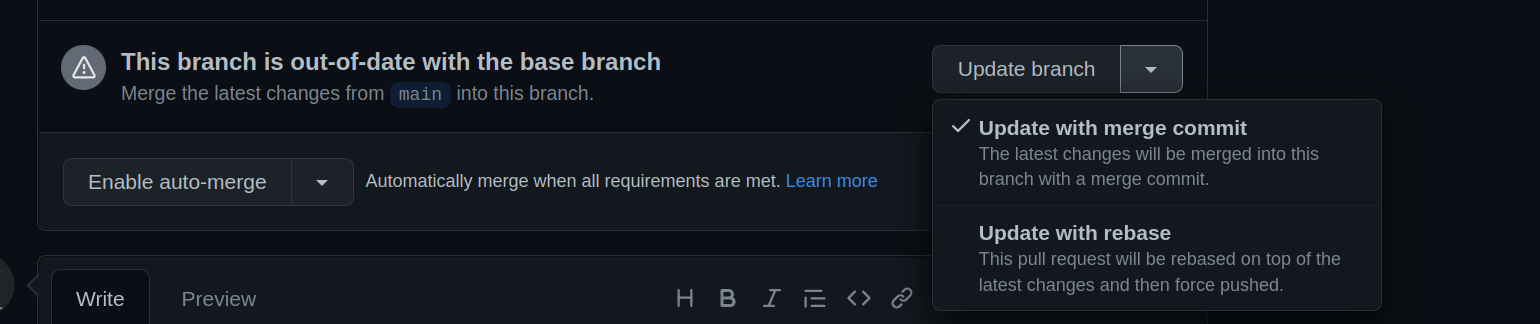 This branch is out-of-date with the base branch
Merge the latest changes from main into this branch.
Update branch
Update with merge commit
The latest changes will be merged into this
branch with a merge commit.
Update with rebase
This pull request will be rebased on top of the
latest changes and then force pushed.
Enable auto-merge
Automatically merge when all requirements are met. Learn more
Write
Preview